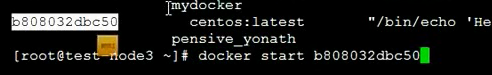 mydocker
b808032dbc50 centos:latest "/bin/echo 'He
pensive_yonath
[root@test-node3 ~]# docker start b808032dbc50